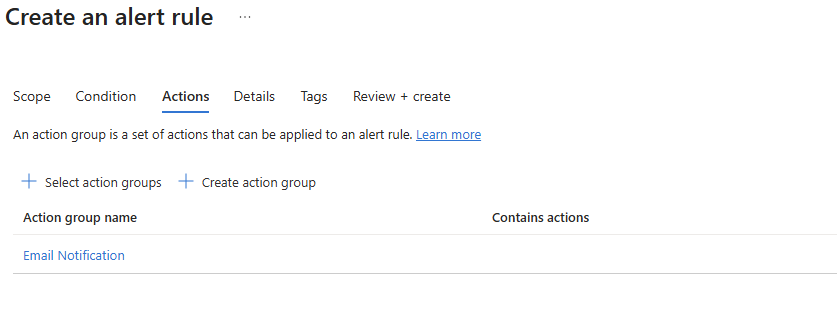 Create an alert rule ...
Scope Condition Actions Details Tags Review + create
An action group is a set of actions that can be applied to an alert rule. Learn more
+ Select action groups + Create action group
Action group name Contains actions
Email Notification